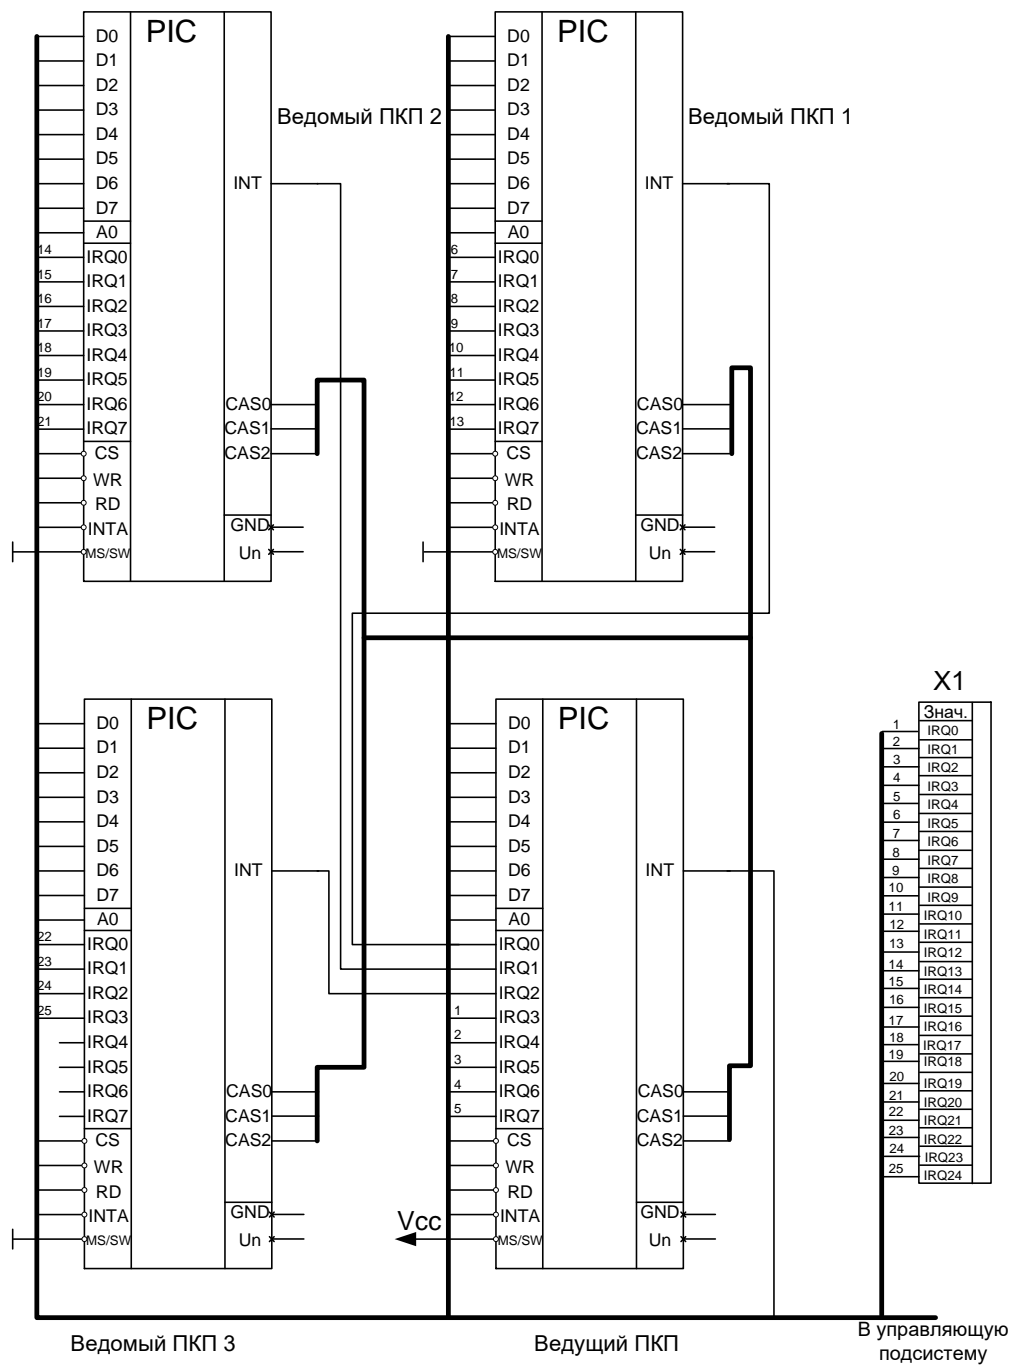 PIC
D0
D1
D2
D3
D4
D5
D6
D7
A0
14 IRQ0
15 IRQ1
16 IRQ2
17 IRQ3
18 IRQ4
19 IRQ5
20 IRQ6
21 IRQ7
CS
WR
RD
INTA
MS/SW
INT
CAS0
CAS1
CAS2
GND
Un
Ведомый ПКП 2
PIC
D0
D1
D2
D3
D4
D5
D6
D7
A0
6 IRQ0
7 IRQ1
8 IRQ2
9 IRQ3
10 IRQ4
11 IRQ5
12 IRQ6
13 IRQ7
CS
WR
RD
INTA
MS/SW
INT
CAS0
CAS1
CAS2
GND
Un
Ведомый ПКП 1
PIC
D0
D1
D2
D3
D4
D5
D6
D7
A0
22 IRQ0
23 IRQ1
24 IRQ2
25 IRQ3
IRQ4
IRQ5
IRQ6
IRQ7
CS
WR
RD
INTA
MS/SW
INT
CAS0
CAS1
CAS2
GND
Un
Ведомый ПКП 3
PIC
D0
D1
D2
D3
D4
D5
D6
D7
A0
IRQ0
IRQ1
IRQ2
1 IRQ3
2 IRQ4
3 IRQ5
4 IRQ6
5 IRQ7
CS
WR
RD
INTA
Vcc
MS/SW
INT
CAS0
CAS1
CAS2
GND
Un
Ведущий ПКП
X1
Знач.
1 IRQ0
2 IRQ1
3 IRQ2
4 IRQ3
5 IRQ4
6 IRQ5
7 IRQ6
8 IRQ7
9 IRQ8
10 IRQ9
11 IRQ10
12 IRQ11
13 IRQ12
14 IRQ13
15 IRQ14
16 IRQ15
17 IRQ16
18 IRQ17
19 IRQ18
20 IRQ19
21 IRQ20
22 IRQ21
23 IRQ22
24 IRQ23
25 IRQ24
В управляющую
подсистему